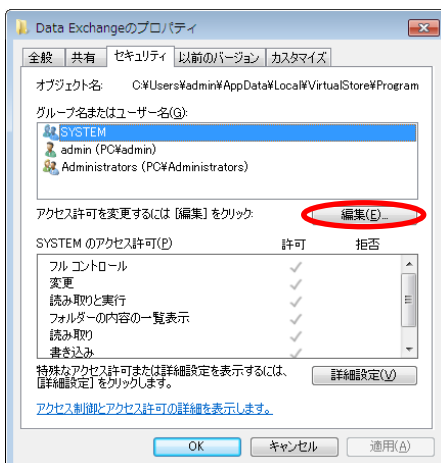 Data Exchangeのプロパティ
全般 共有 セキュリティ 以前のバージョン カスタマイズ
オブジェクト名: C:¥Users¥admin¥AppData¥Local¥VirtualStore¥Program
グループ名またはユーザー名(G):
SYSTEM
admin (PC¥admin)
Administrators (PC¥Administrators)
アクセス許可を変更するには [編集] をクリック: 編集(E)...
SYSTEM のアクセス許可(P) 許可 拒否
フル コントロール
変更
読み取りと実行
フォルダーの内容の一覧表示
読み取り
書き込み
特殊なアクセス許可または詳細設定を表示するには、
[詳細設定] をクリックします。 詳細設定(V)
アクセス制御とアクセス許可の詳細を表示します。
OK キャンセル 適用(A)